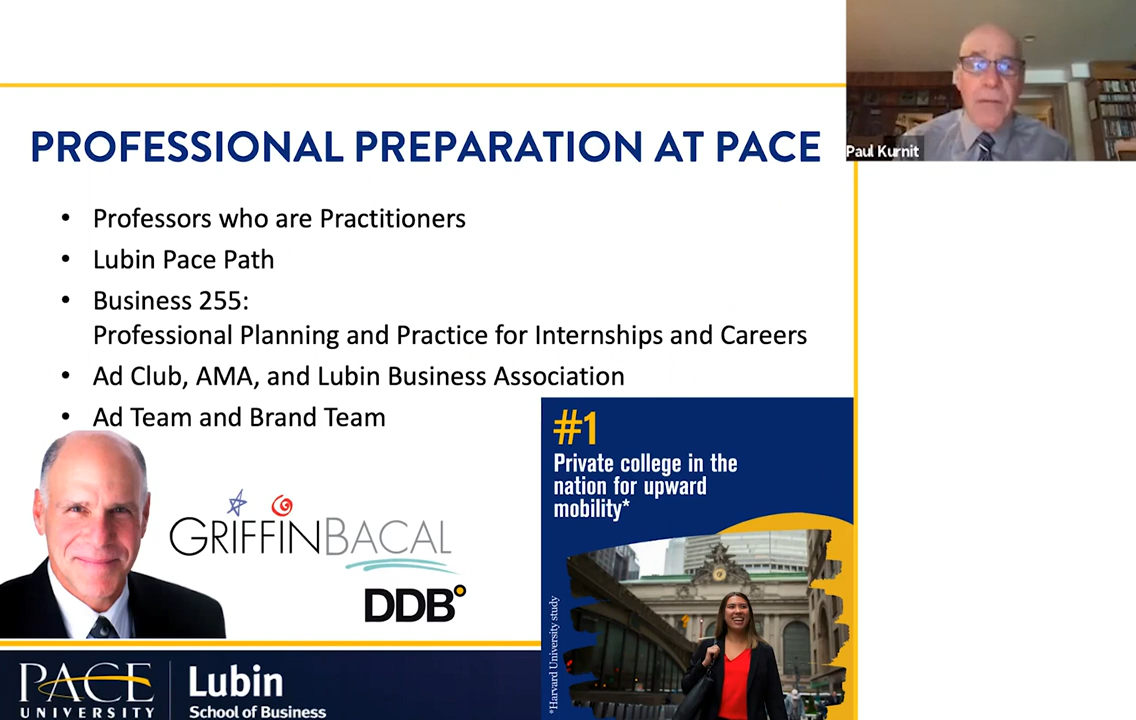 PROFESSIONAL PREPARATION AT PACE
Paul Kurnit
• Professors who are Practitioners
• Lubin Pace Path
• Business 255:
Professional Planning and Practice for Internships and Careers
• Ad Club, AMA, and Lubin Business Association
• Ad Team and Brand Team
GRIFFINBACAL
DDB
#1
Private college in the
nation for upward
mobility*
*Harvard University study
PACE
UNIVERSITY
Lubin
School of Business